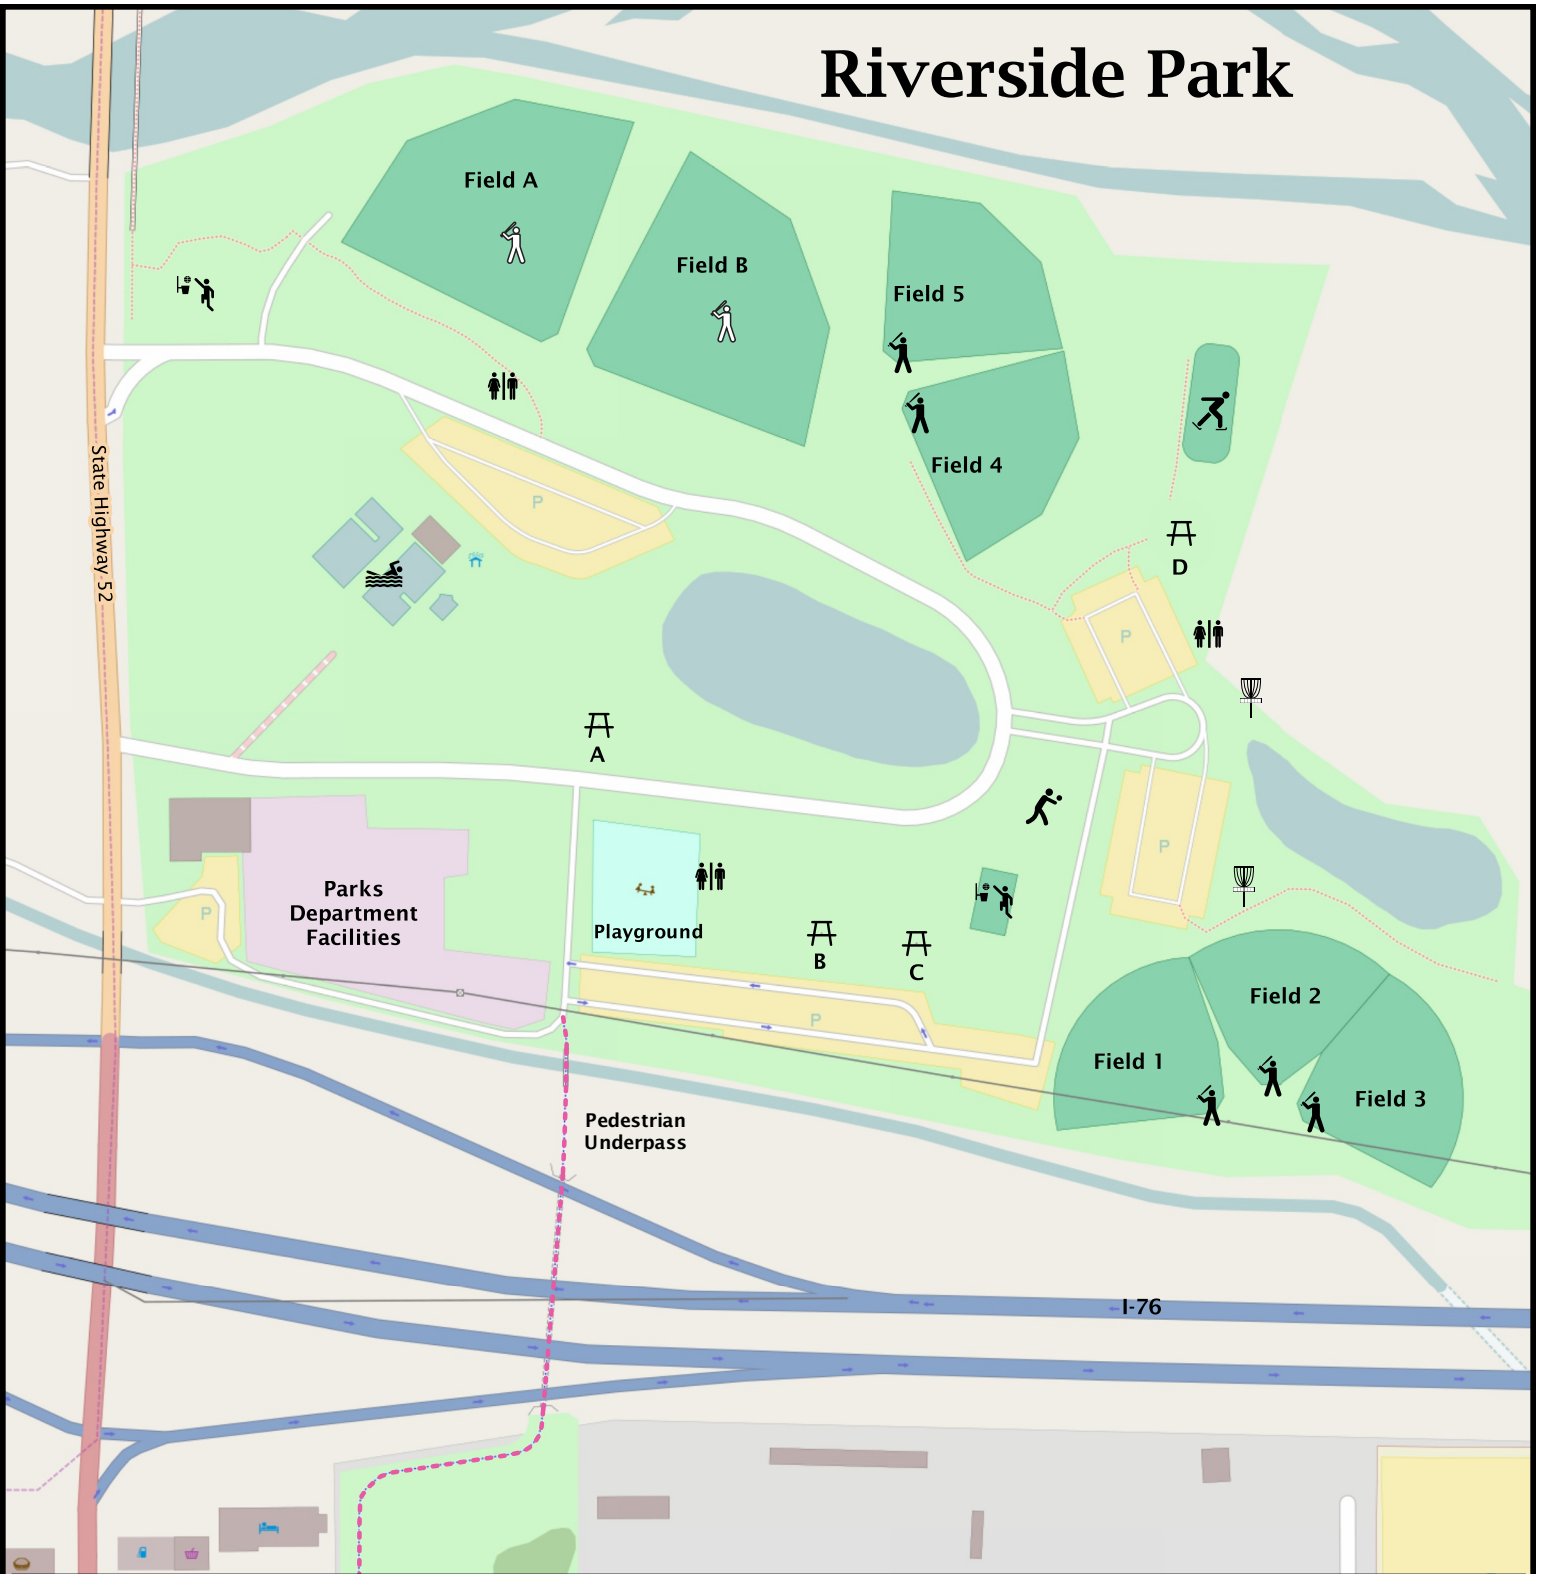 Riverside Park
Field A
Field B
Field 5
Field 4
State Highway 52
P
D
P
A
P
Parks
Department
Facilities
P
Playground
B
C
P
Field 2
Field 1
Field 3
Pedestrian
Underpass
I-76